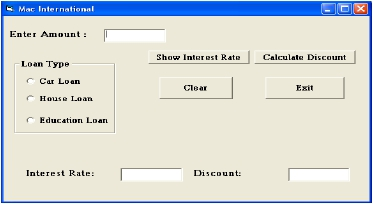 Mac International
Enter Amount :
Show Interest Rate Calculate Discount
Loan Type
Car Loan
Clear Exit
House Loan
Education Loan
Interest Rate: Discount: